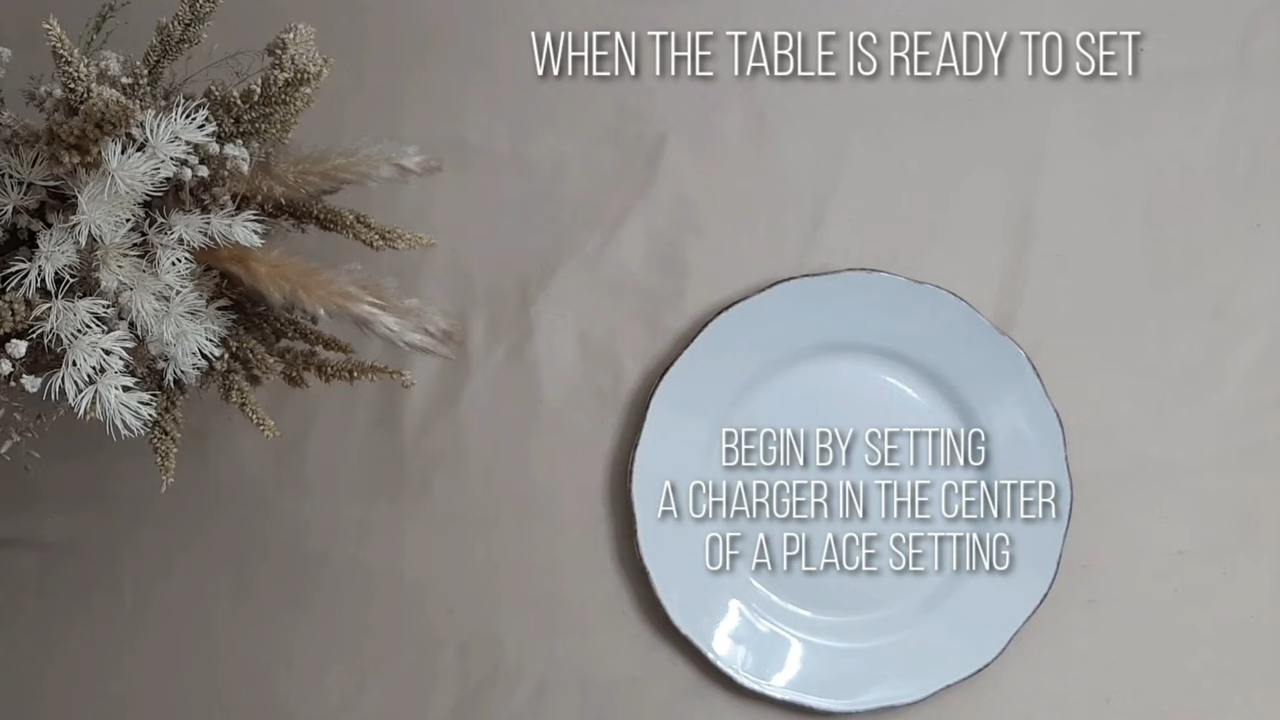 WHEN THE TABLE IS READY TO SET
BEGIN BY SETTING
A CHARGER IN THE CENTER
OF A PLACE SETTING